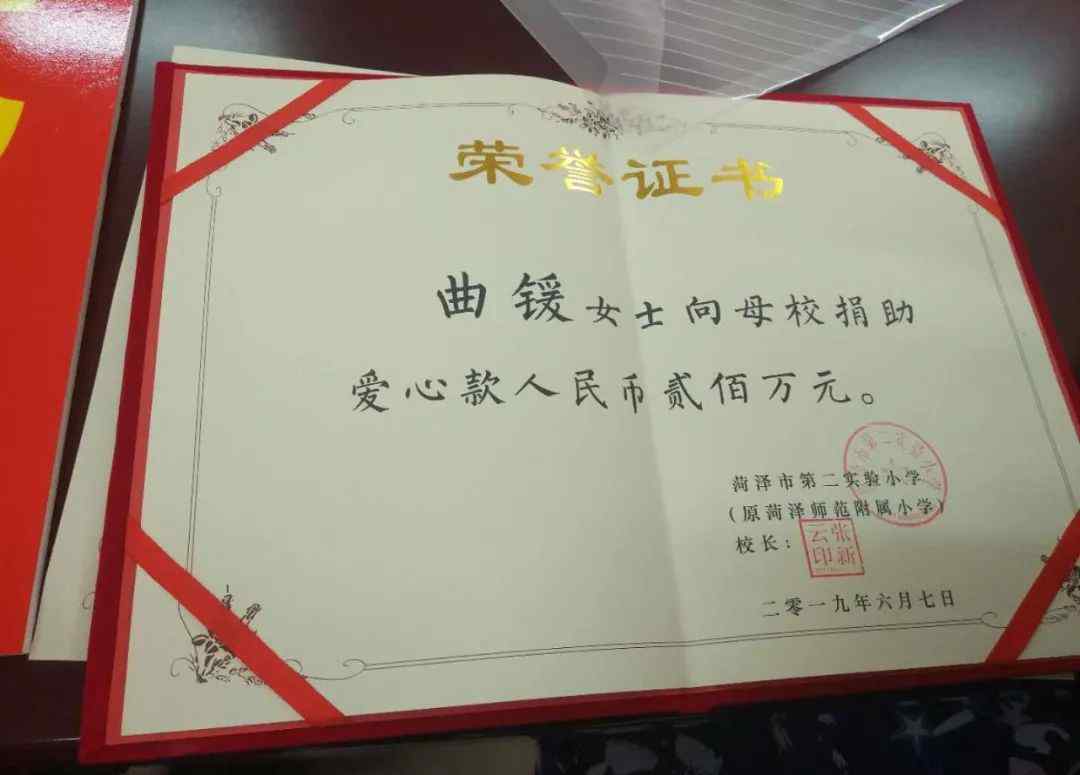 荣誉证书
曲锾女士向母校捐助
爱心款人民币贰佰万元。
菏泽市第二实验小学
(原菏泽师范附属小学)
校长:
张新云印
二零一九年六月七日